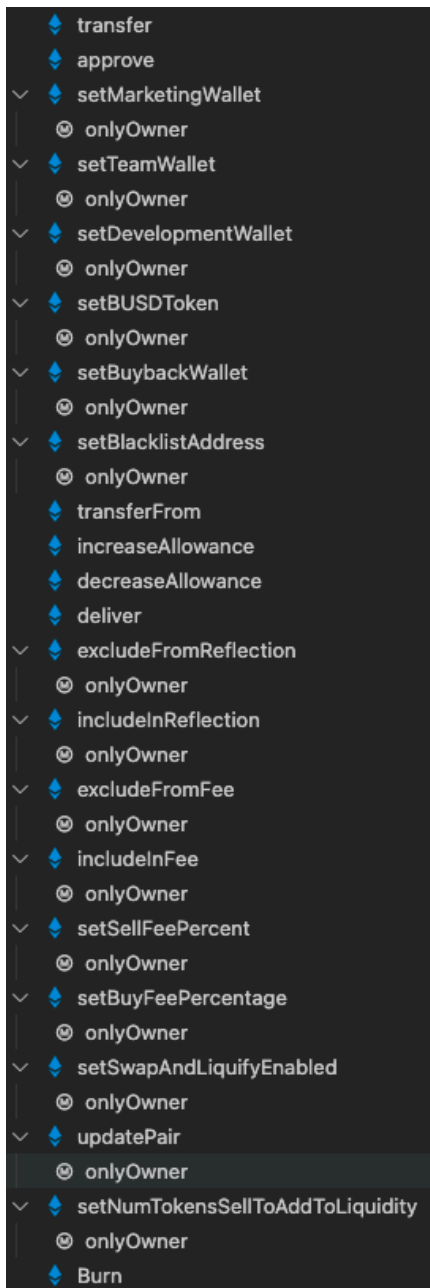 transfer
approve
setMarketingWallet
onlyOwner
setTeamWallet
onlyOwner
setDevelopmentWallet
onlyOwner
setBUSDToken
onlyOwner
setBuybackWallet
onlyOwner
setBlacklistAddress
onlyOwner
transferFrom
increaseAllowance
decreaseAllowance
deliver
excludeFromReflection
onlyOwner
includeInReflection
onlyOwner
excludeFromFee
onlyOwner
includeInFee
onlyOwner
setSellFeePercent
onlyOwner
setBuyFeePercentage
onlyOwner
setSwapAndLiquifyEnabled
onlyOwner
updatePair
onlyOwner
setNumTokensSellToAddToLiquidity
onlyOwner
Burn